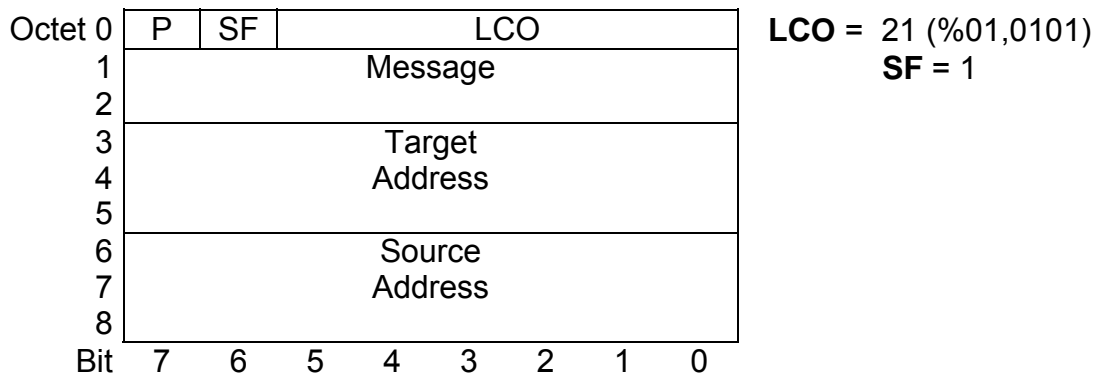 Octet 0 P SF LCO LCO = 21 (%01,0101)
1 Message SF = 1
2
3 Target
4 Address
5
6 Source
7 Address
8
Bit 7 6 5 4 3 2 1 0